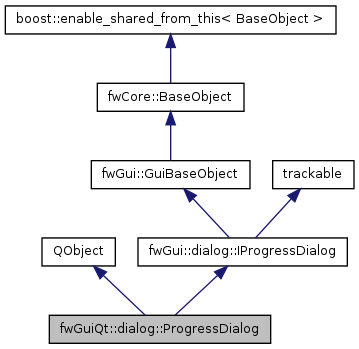 boost::enable_shared_from_this< BaseObject >
fwCore::BaseObject
fwGui::GuiBaseObject
trackable
QObject
fwGui::dialog::IProgressDialog
fwGuiQt::dialog::ProgressDialog